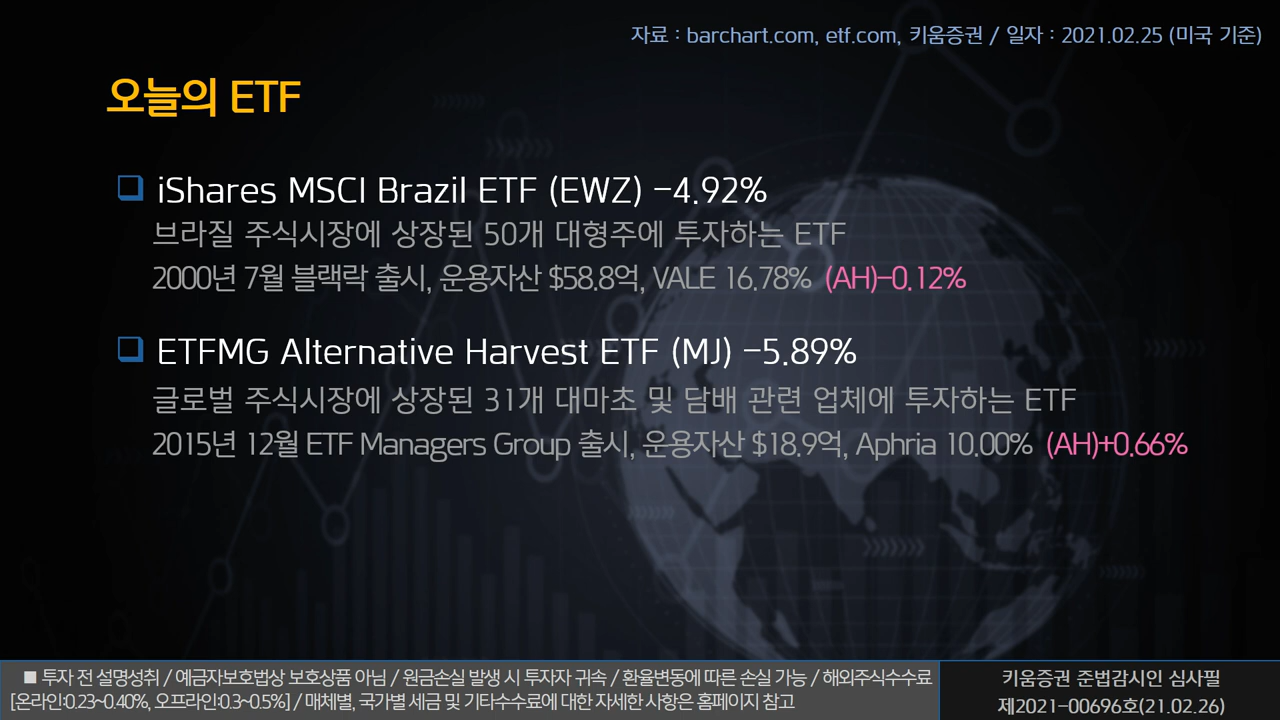 자료 : barchart.com, etf.com, 키움증권 / 일자 : 2021.02.25 (미국 기준)
오늘의 ETF
❑ iShares MSCI Brazil ETF (EWZ) -4.92%
브라질 주식시장에 상장된 50개 대형주에 투자하는 ETF
2000년 7월 블랙락 출시, 운용자산 $58.8억, VALE 16.78% (AH)-0.12%
❑ ETFMG Alternative Harvest ETF (MJ) -5.89%
글로벌 주식시장에 상장된 31개 대마초 및 담배 관련 업체에 투자하는 ETF
2015년 12월 ETF Managers Group 출시, 운용자산 $18.9억, Aphria 10.00% (AH)+0.66%
■ 투자 전 설명성취 / 예금자보호법상 보호상품 아님 / 원금손실 발생 시 투자자 귀속 / 환율변동에 따른 손실 가능 / 해외주식수수료
[온라인:0.23~0.40%, 오프라인:0.3~0.5%] / 매체별, 국가별 세금 및 기타수수료에 대한 자세한 사항은 홈페이지 참고
키움증권 준법감시인 심사필
제2021-00696호(21.02.26)